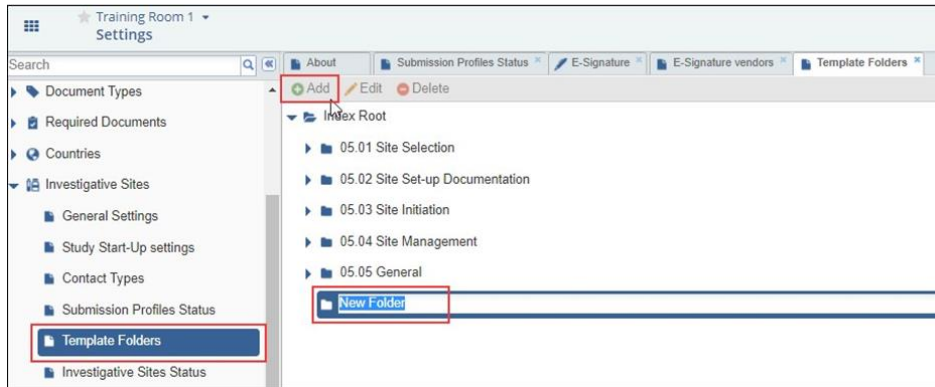 Training Room 1
Settings
Search
About
Submission Profiles Status
E-Signature
E-Signature vendors
Template Folders
Document Types
Required Documents
Countries
Investigative Sites
General Settings
Study Start-Up settings
Contact Types
Submission Profiles Status
Template Folders
Investigative Sites Status
Add
Edit
Delete
Index Root
05.01 Site Selection
05.02 Site Set-up Documentation
05.03 Site Initiation
05.04 Site Management
05.05 General
New Folder